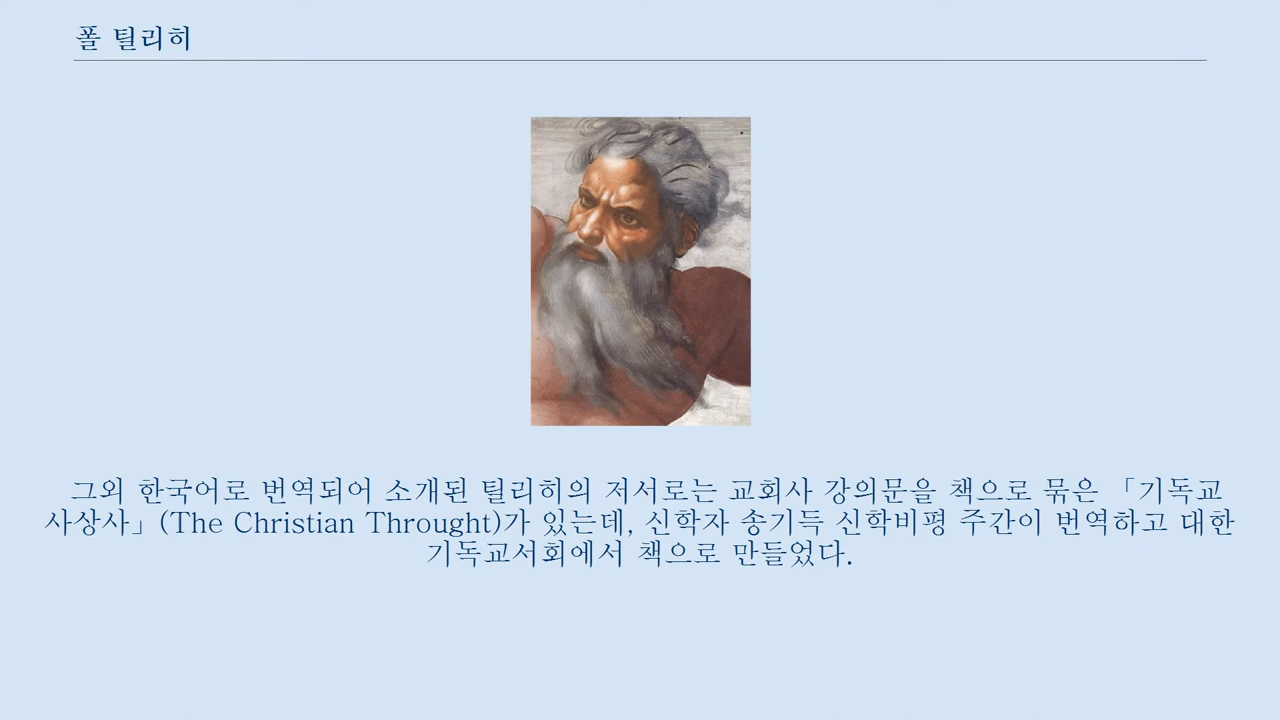 폴 틸리히
그외 한국어로 번역되어 소개된 틸리히의 저서로는 교회사 강의문을 책으로 묶은 「기독교
사상사」(The Christian Throught)가 있는데, 신학자 송기득 신학비평 주간이 번역하고 대한
기독교서회에서 책으로 만들었다.